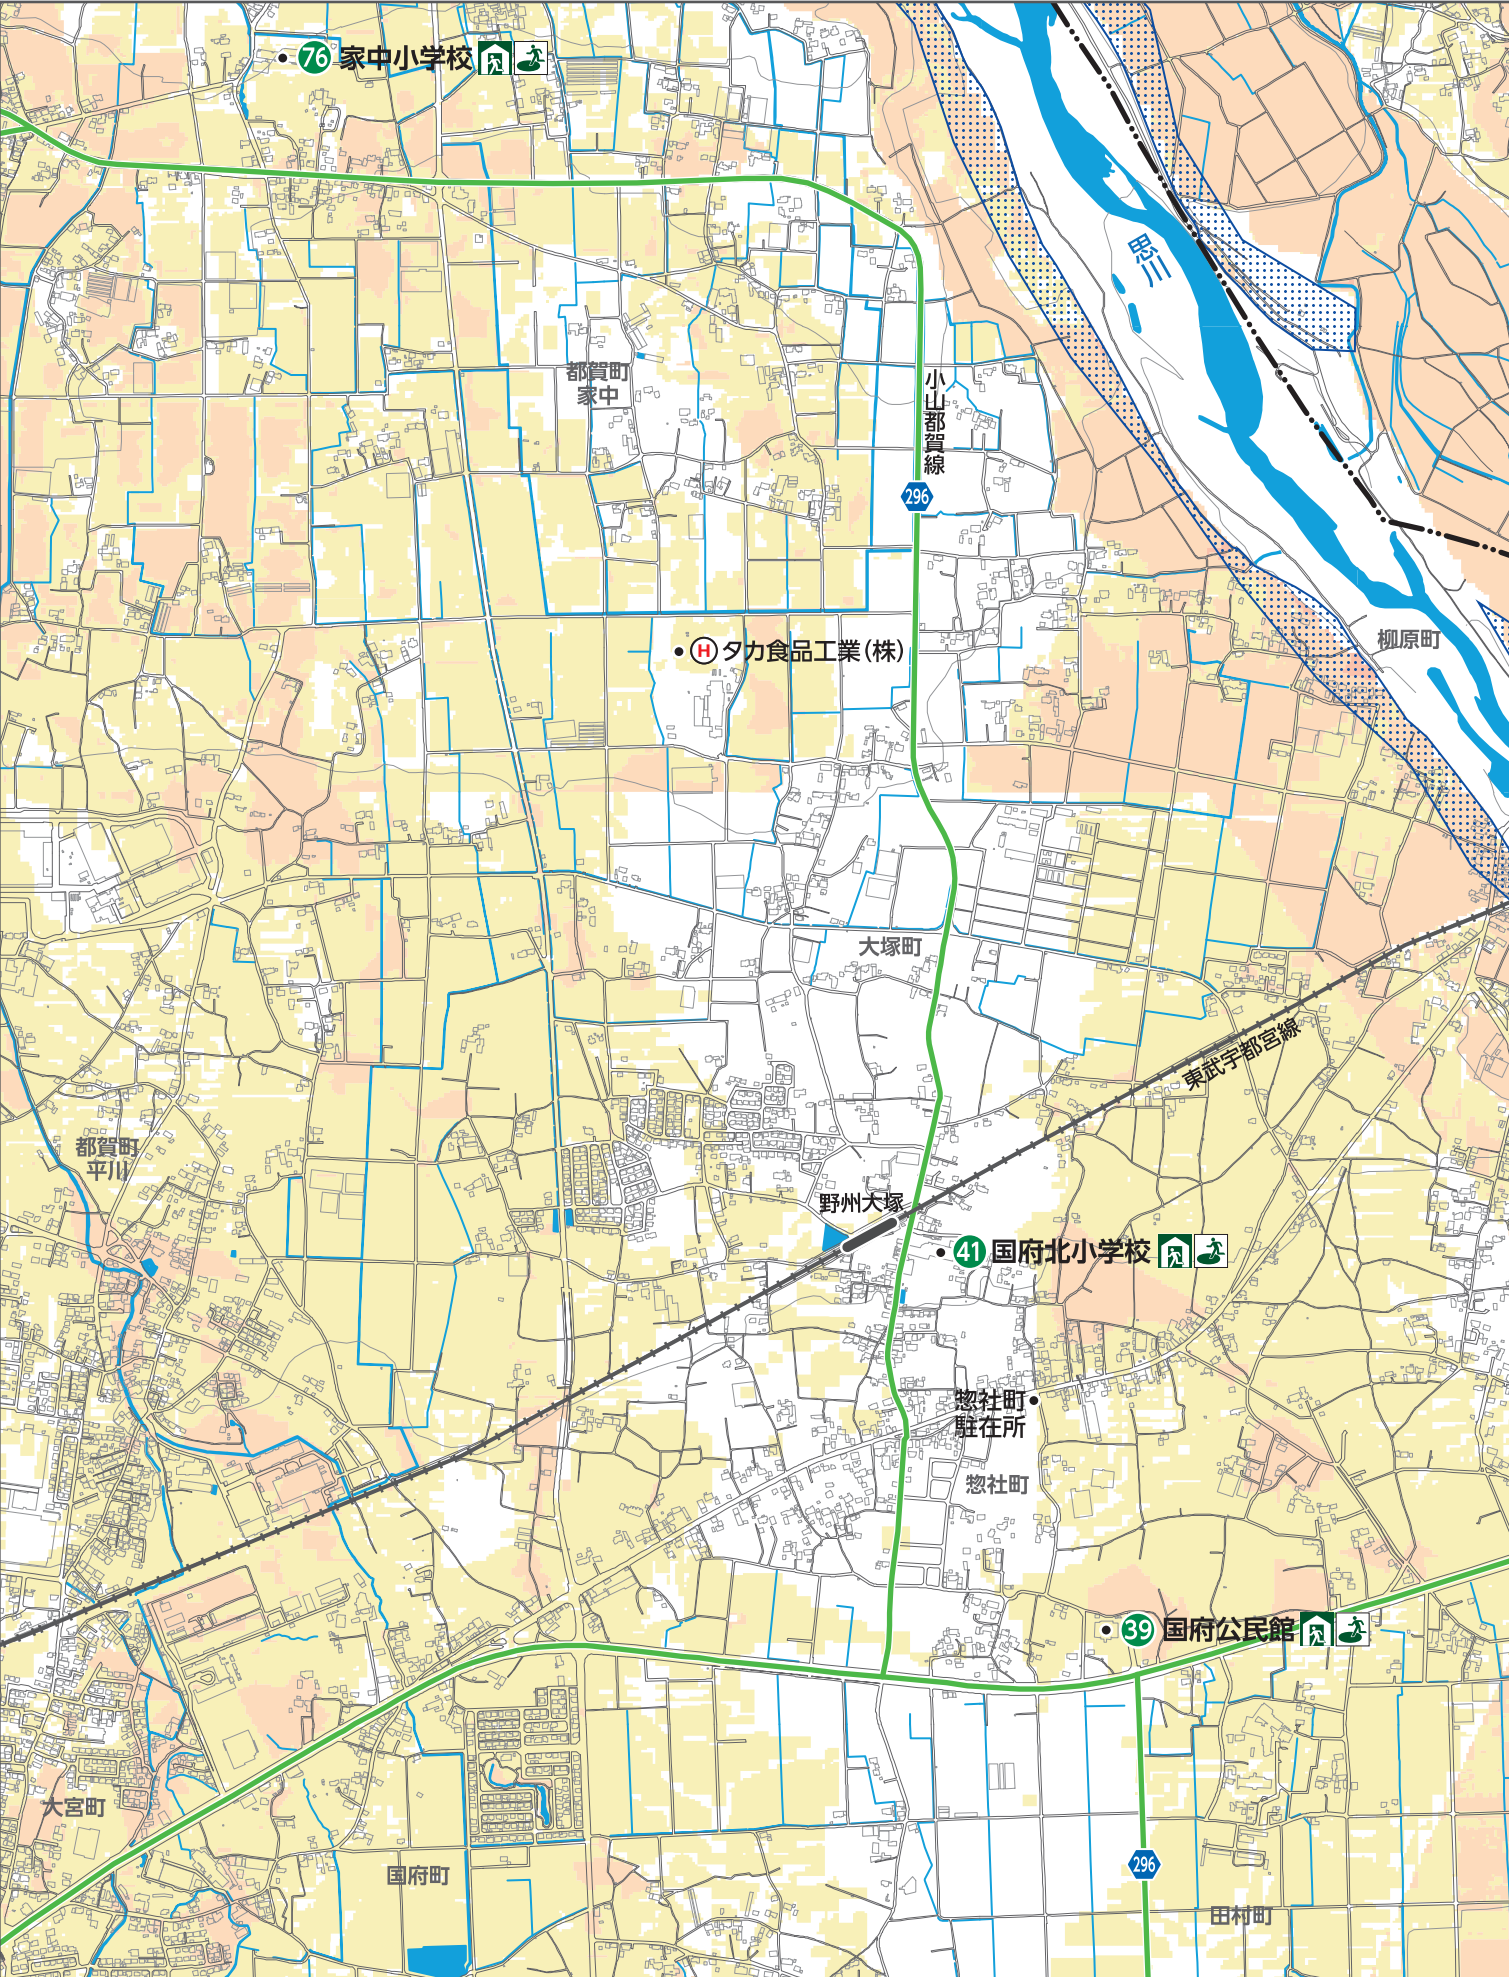 76 家中小学校
思川
都賀町
家中
小山都賀線
296
柳原町
H タカ食品工業(株)
大塚町
東武宇都宮線
都賀町
平川
野州大塚
41 国府北小学校
惣社町
駐在所
惣社町
39 国府公民館
大宮町
国府町
296
田村町